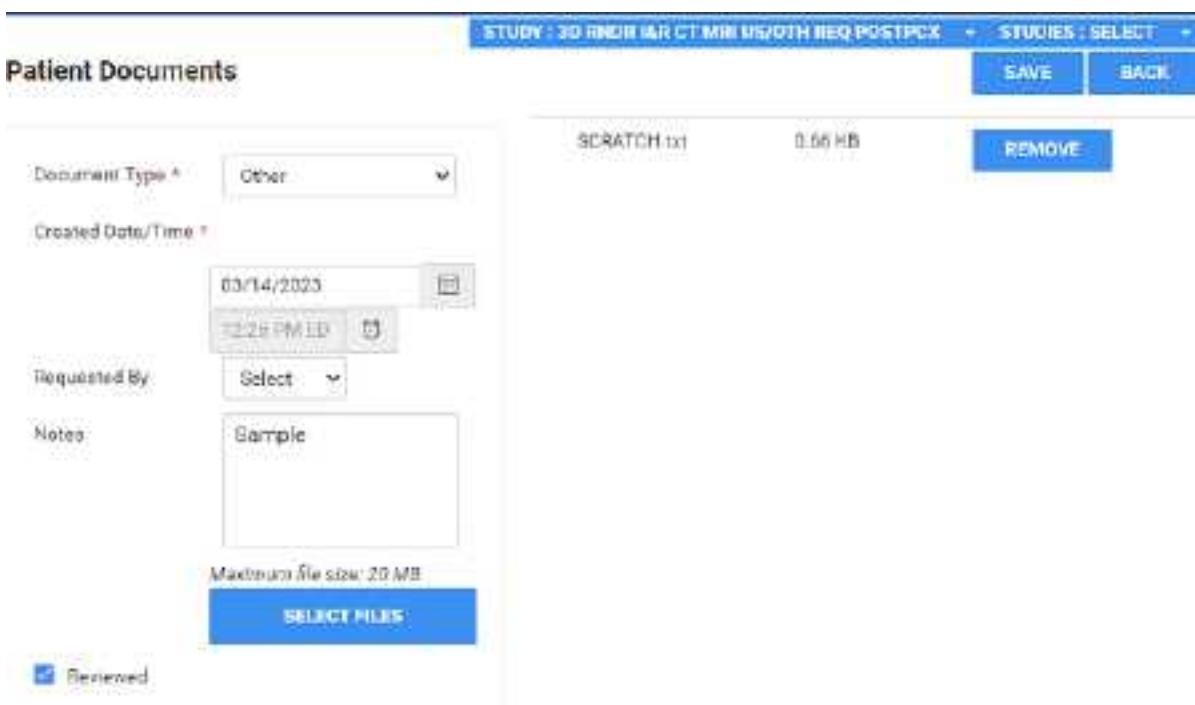 STUDY : 3D RNDR I&R CT MRI US/OTH REQ POSTPCX STUDIES : SELECT
Patient Documents
SAVE BACK
SCRATCH.txt 0.66 KB REMOVE
Document Type * Other
Created Date/Time *
03/14/2023
PM
Requested By Select
Notes Sample
Maximum file size: 20 MB
SELECT FILES
Reviewed